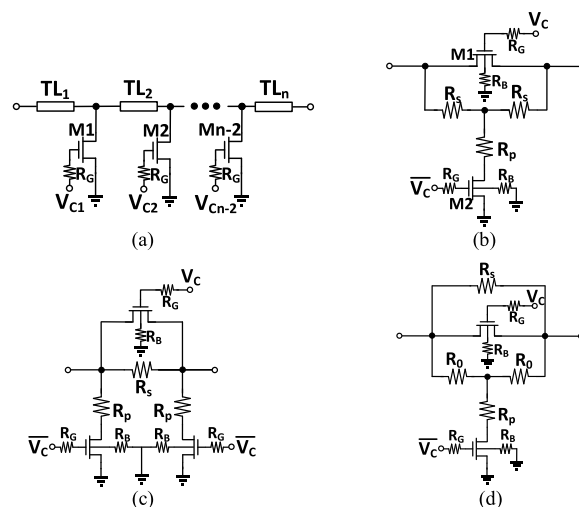 TL1 TL2 TLn
M1 M2 Mn-2
RG RG RG
VC1 VC2 VCn-2
(a)
VC
RG
M1
RB
Rs Rs
Rp
VC RG RB
M2
(b)
VC
RG
RB
Rs
Rp Rp
VC RG RB RB RG VC
(c)
Rs
VC
RG
RB
R0 R0
Rp
VC RG RB
(d)